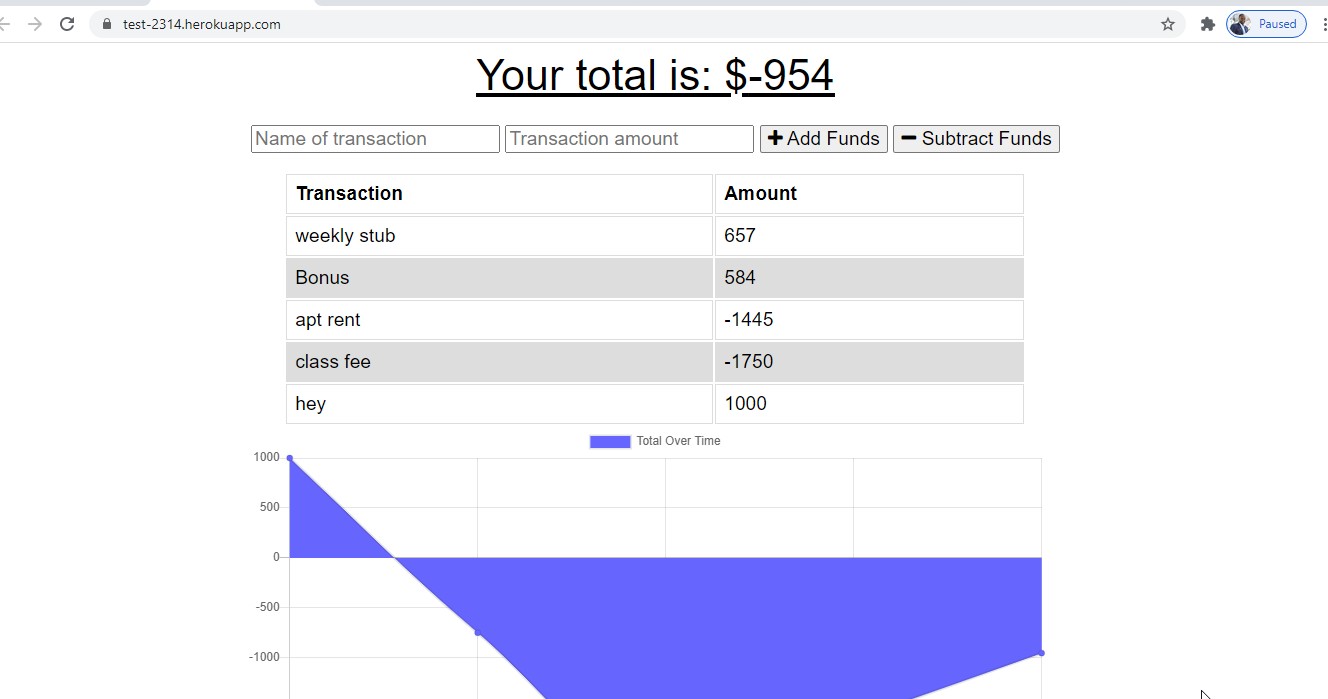 test-2314.herokuapp.com Paused
Your total is: $-954
Name of transaction Transaction amount Add Funds Subtract Funds
Transaction Amount
weekly stub 657
Bonus 584
apt rent -1445
class fee -1750
hey 1000
Total Over Time
1000
500
0
-500
-1000